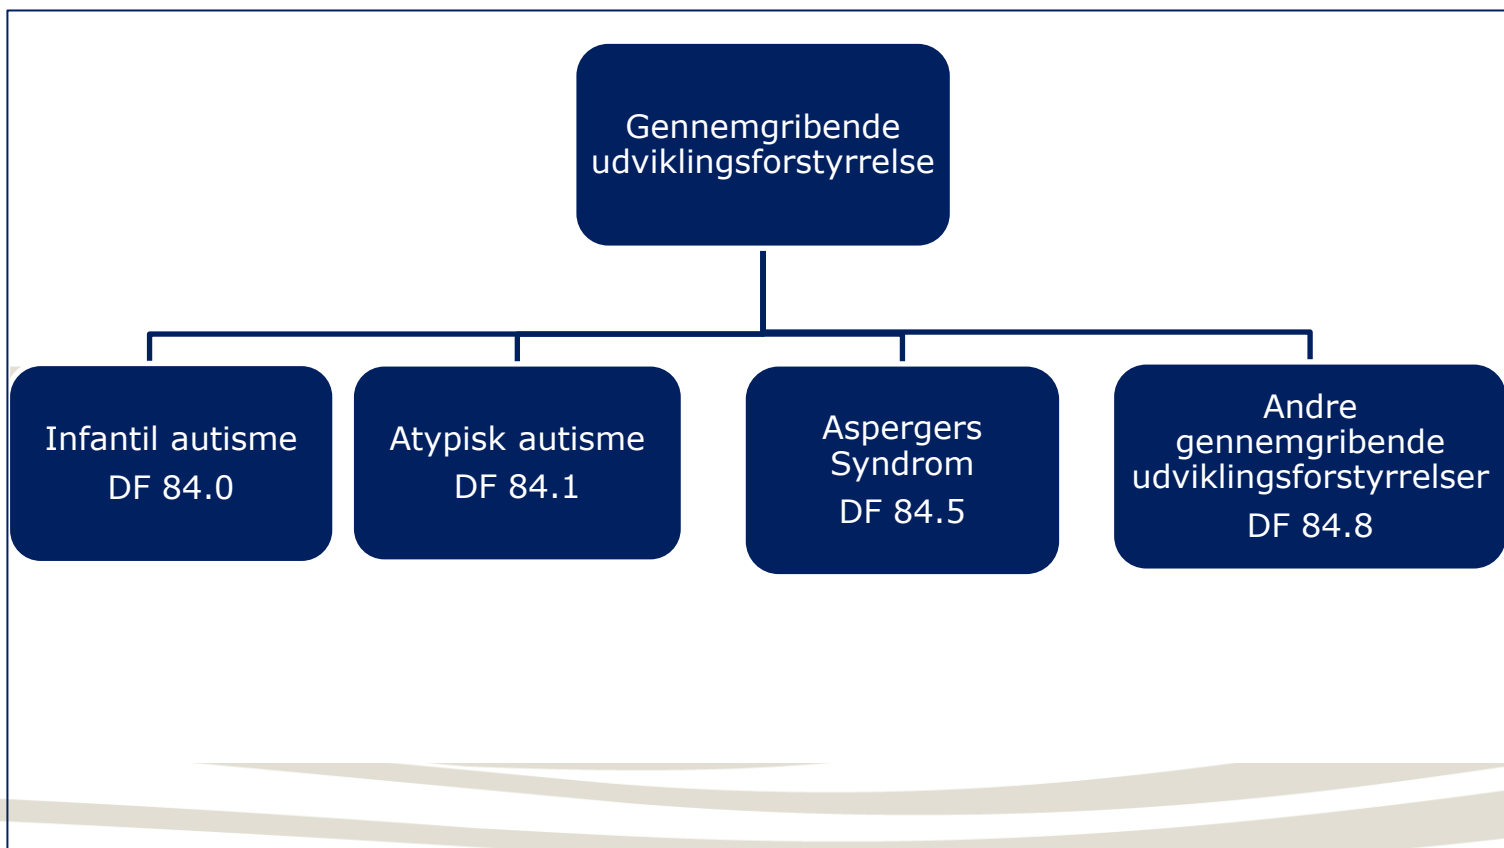 Gennemgribende
udviklingsforstyrrelse
Infantil autisme
DF 84.0
Atypisk autisme
DF 84.1
Aspergers
Syndrom
DF 84.5
Andre
gennemgribende
udviklingsforstyrrelser
DF 84.8